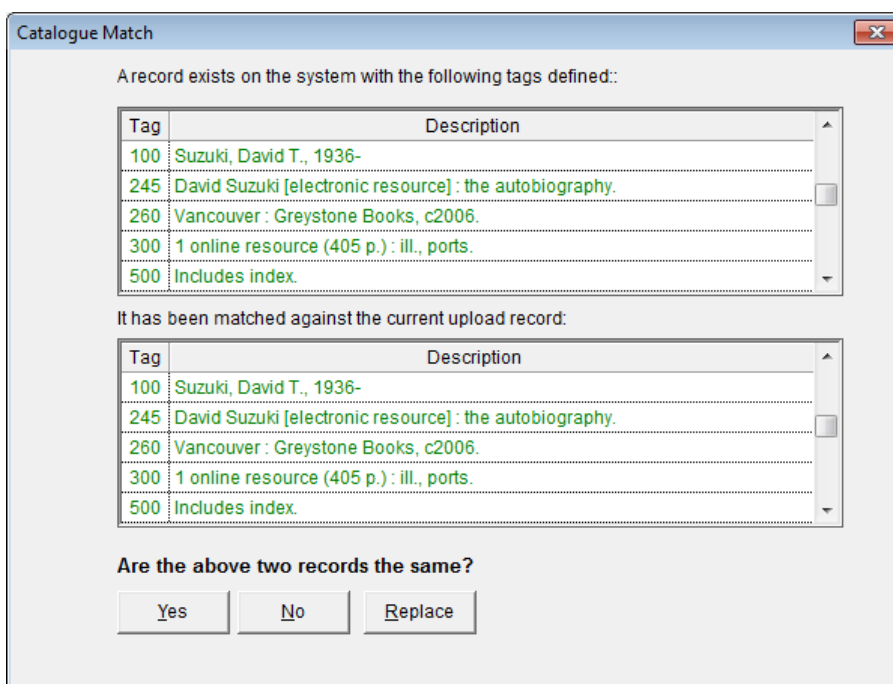 Catalogue Match
A record exists on the system with the following tags defined::
Tag Description
100 Suzuki, David T., 1936-
245 David Suzuki [electronic resource] : the autobiography.
260 Vancouver : Greystone Books, c2006.
300 1 online resource (405 p.) : ill., ports.
500 Includes index.
It has been matched against the current upload record:
Tag Description
100 Suzuki, David T., 1936-
245 David Suzuki [electronic resource] : the autobiography.
260 Vancouver : Greystone Books, c2006.
300 1 online resource (405 p.) : ill., ports.
500 Includes index.
Are the above two records the same?
Yes No Replace